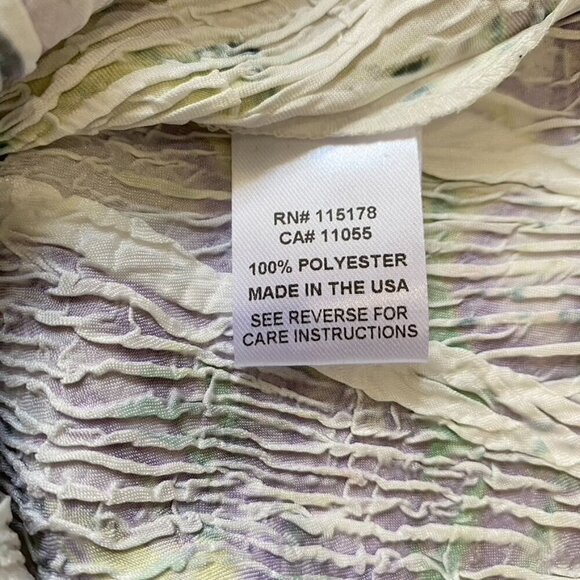 RN# 115178
CA# 11055
100% POLYESTER
MADE IN THE USA
SEE REVERSE FOR
CARE INSTRUCTIONS